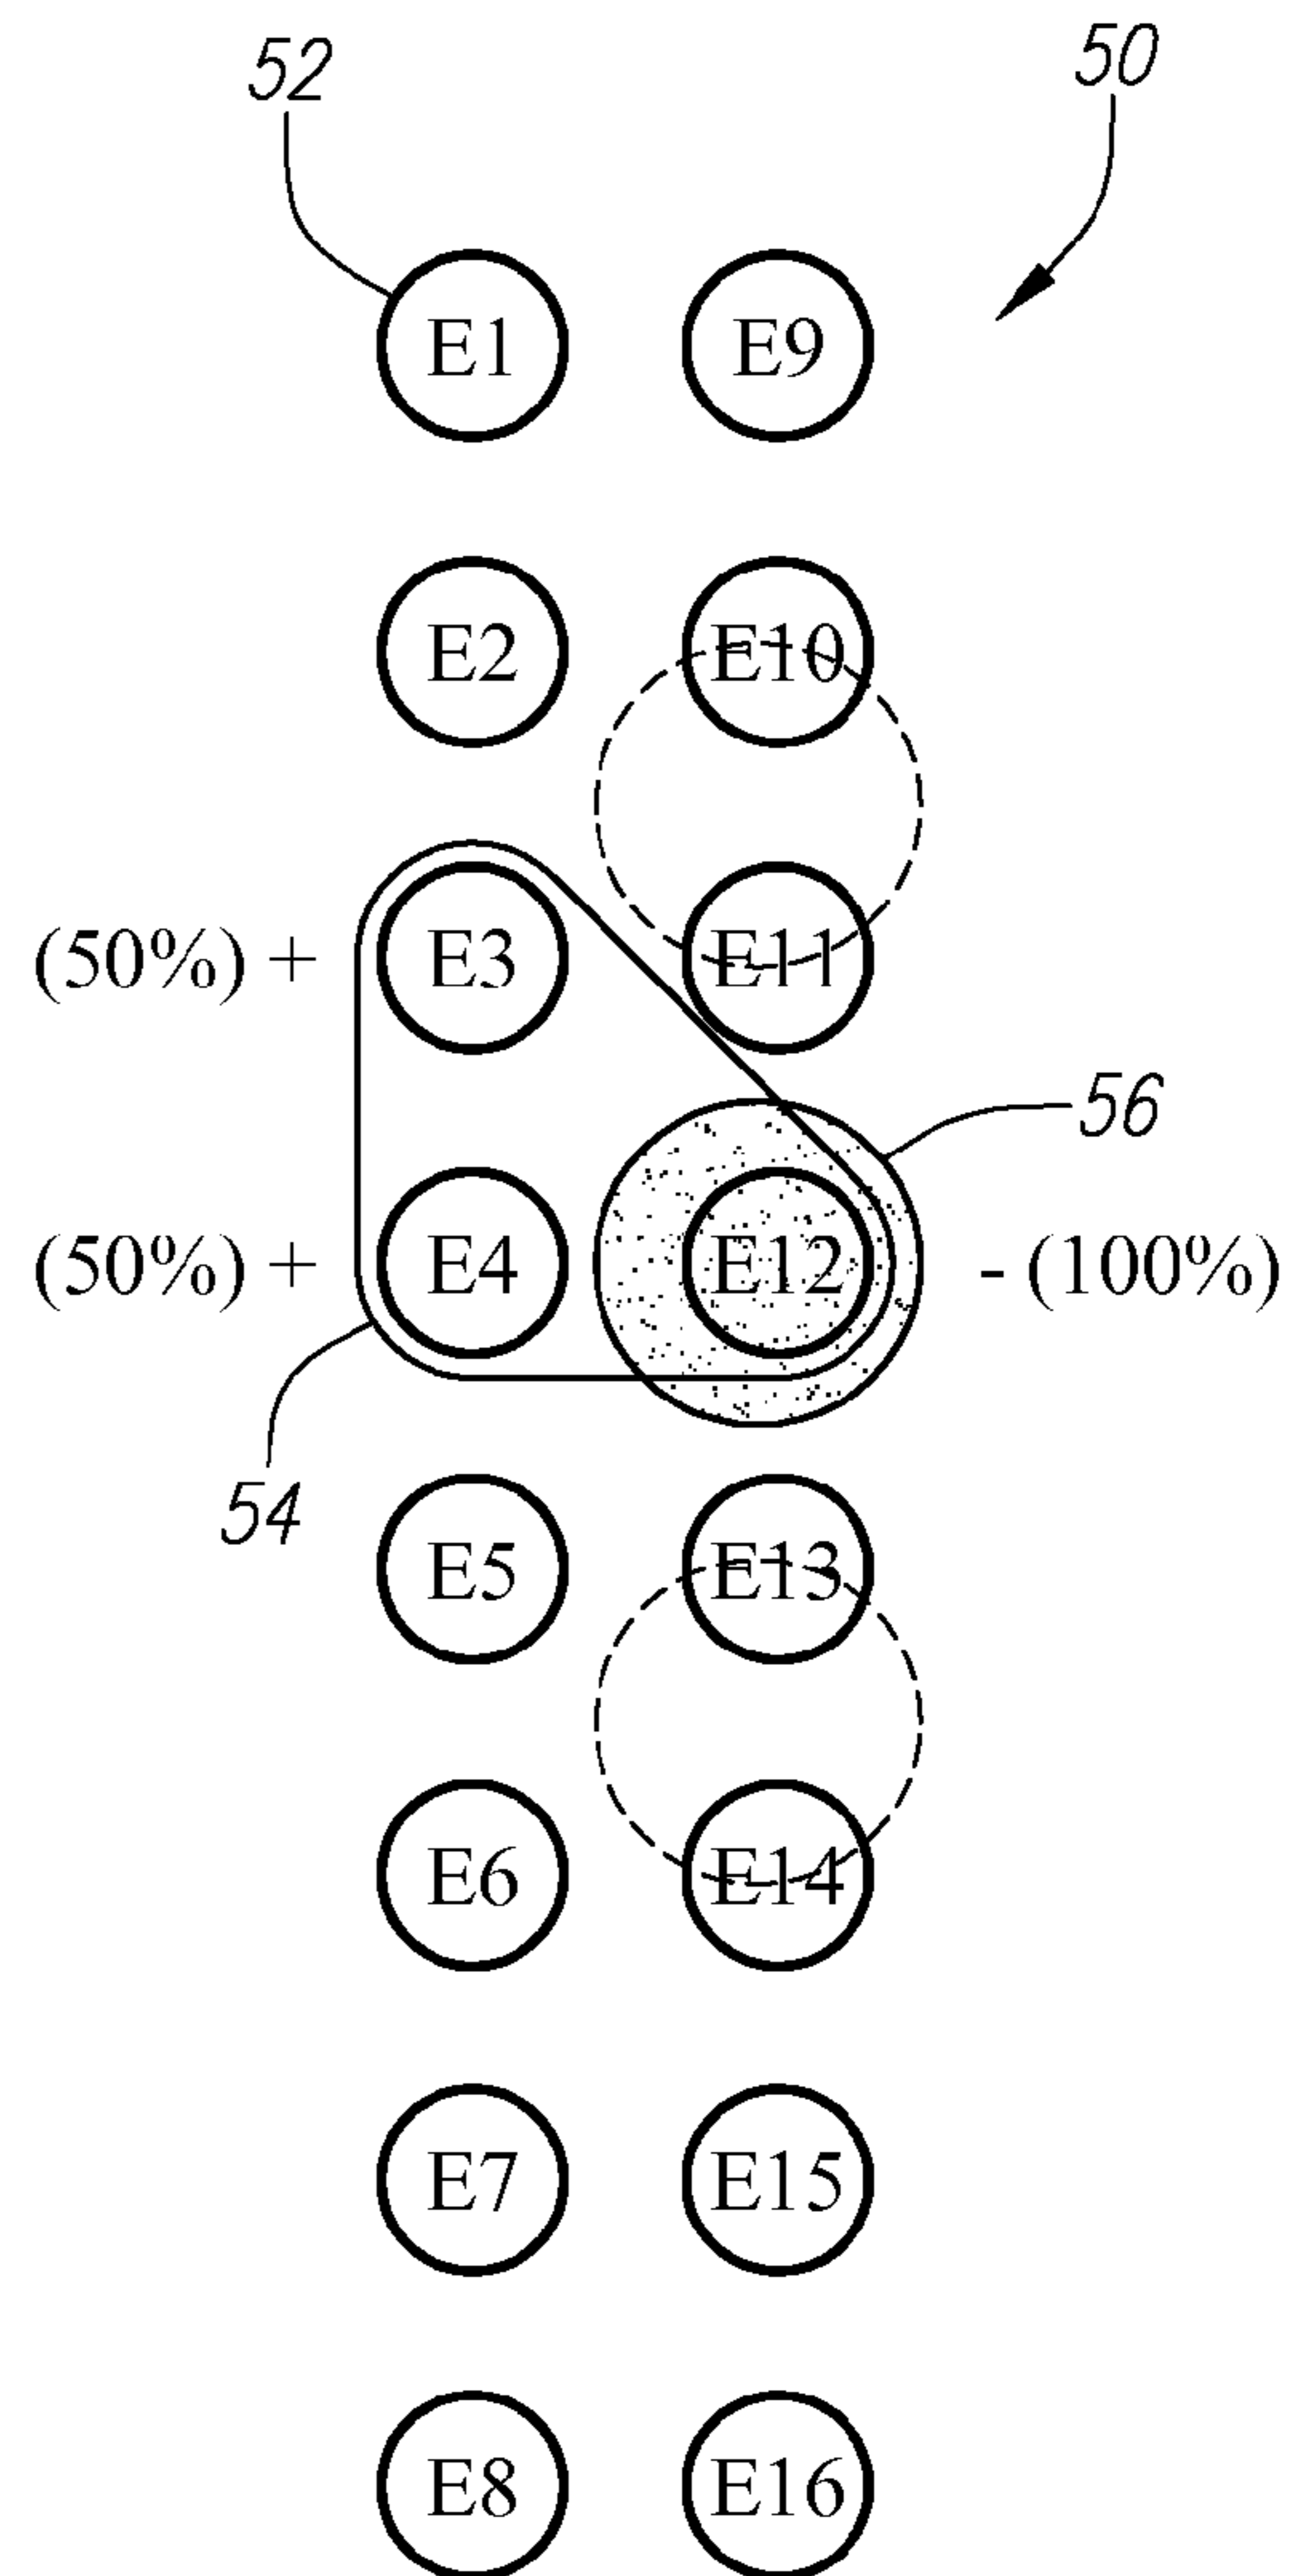 52 50
E1 E9
E2 E10
(50%) + E3 E11
56
(50%) + E4 E12 - (100%)
54
E5 E13
E6 E14
E7 E15
E8 E16